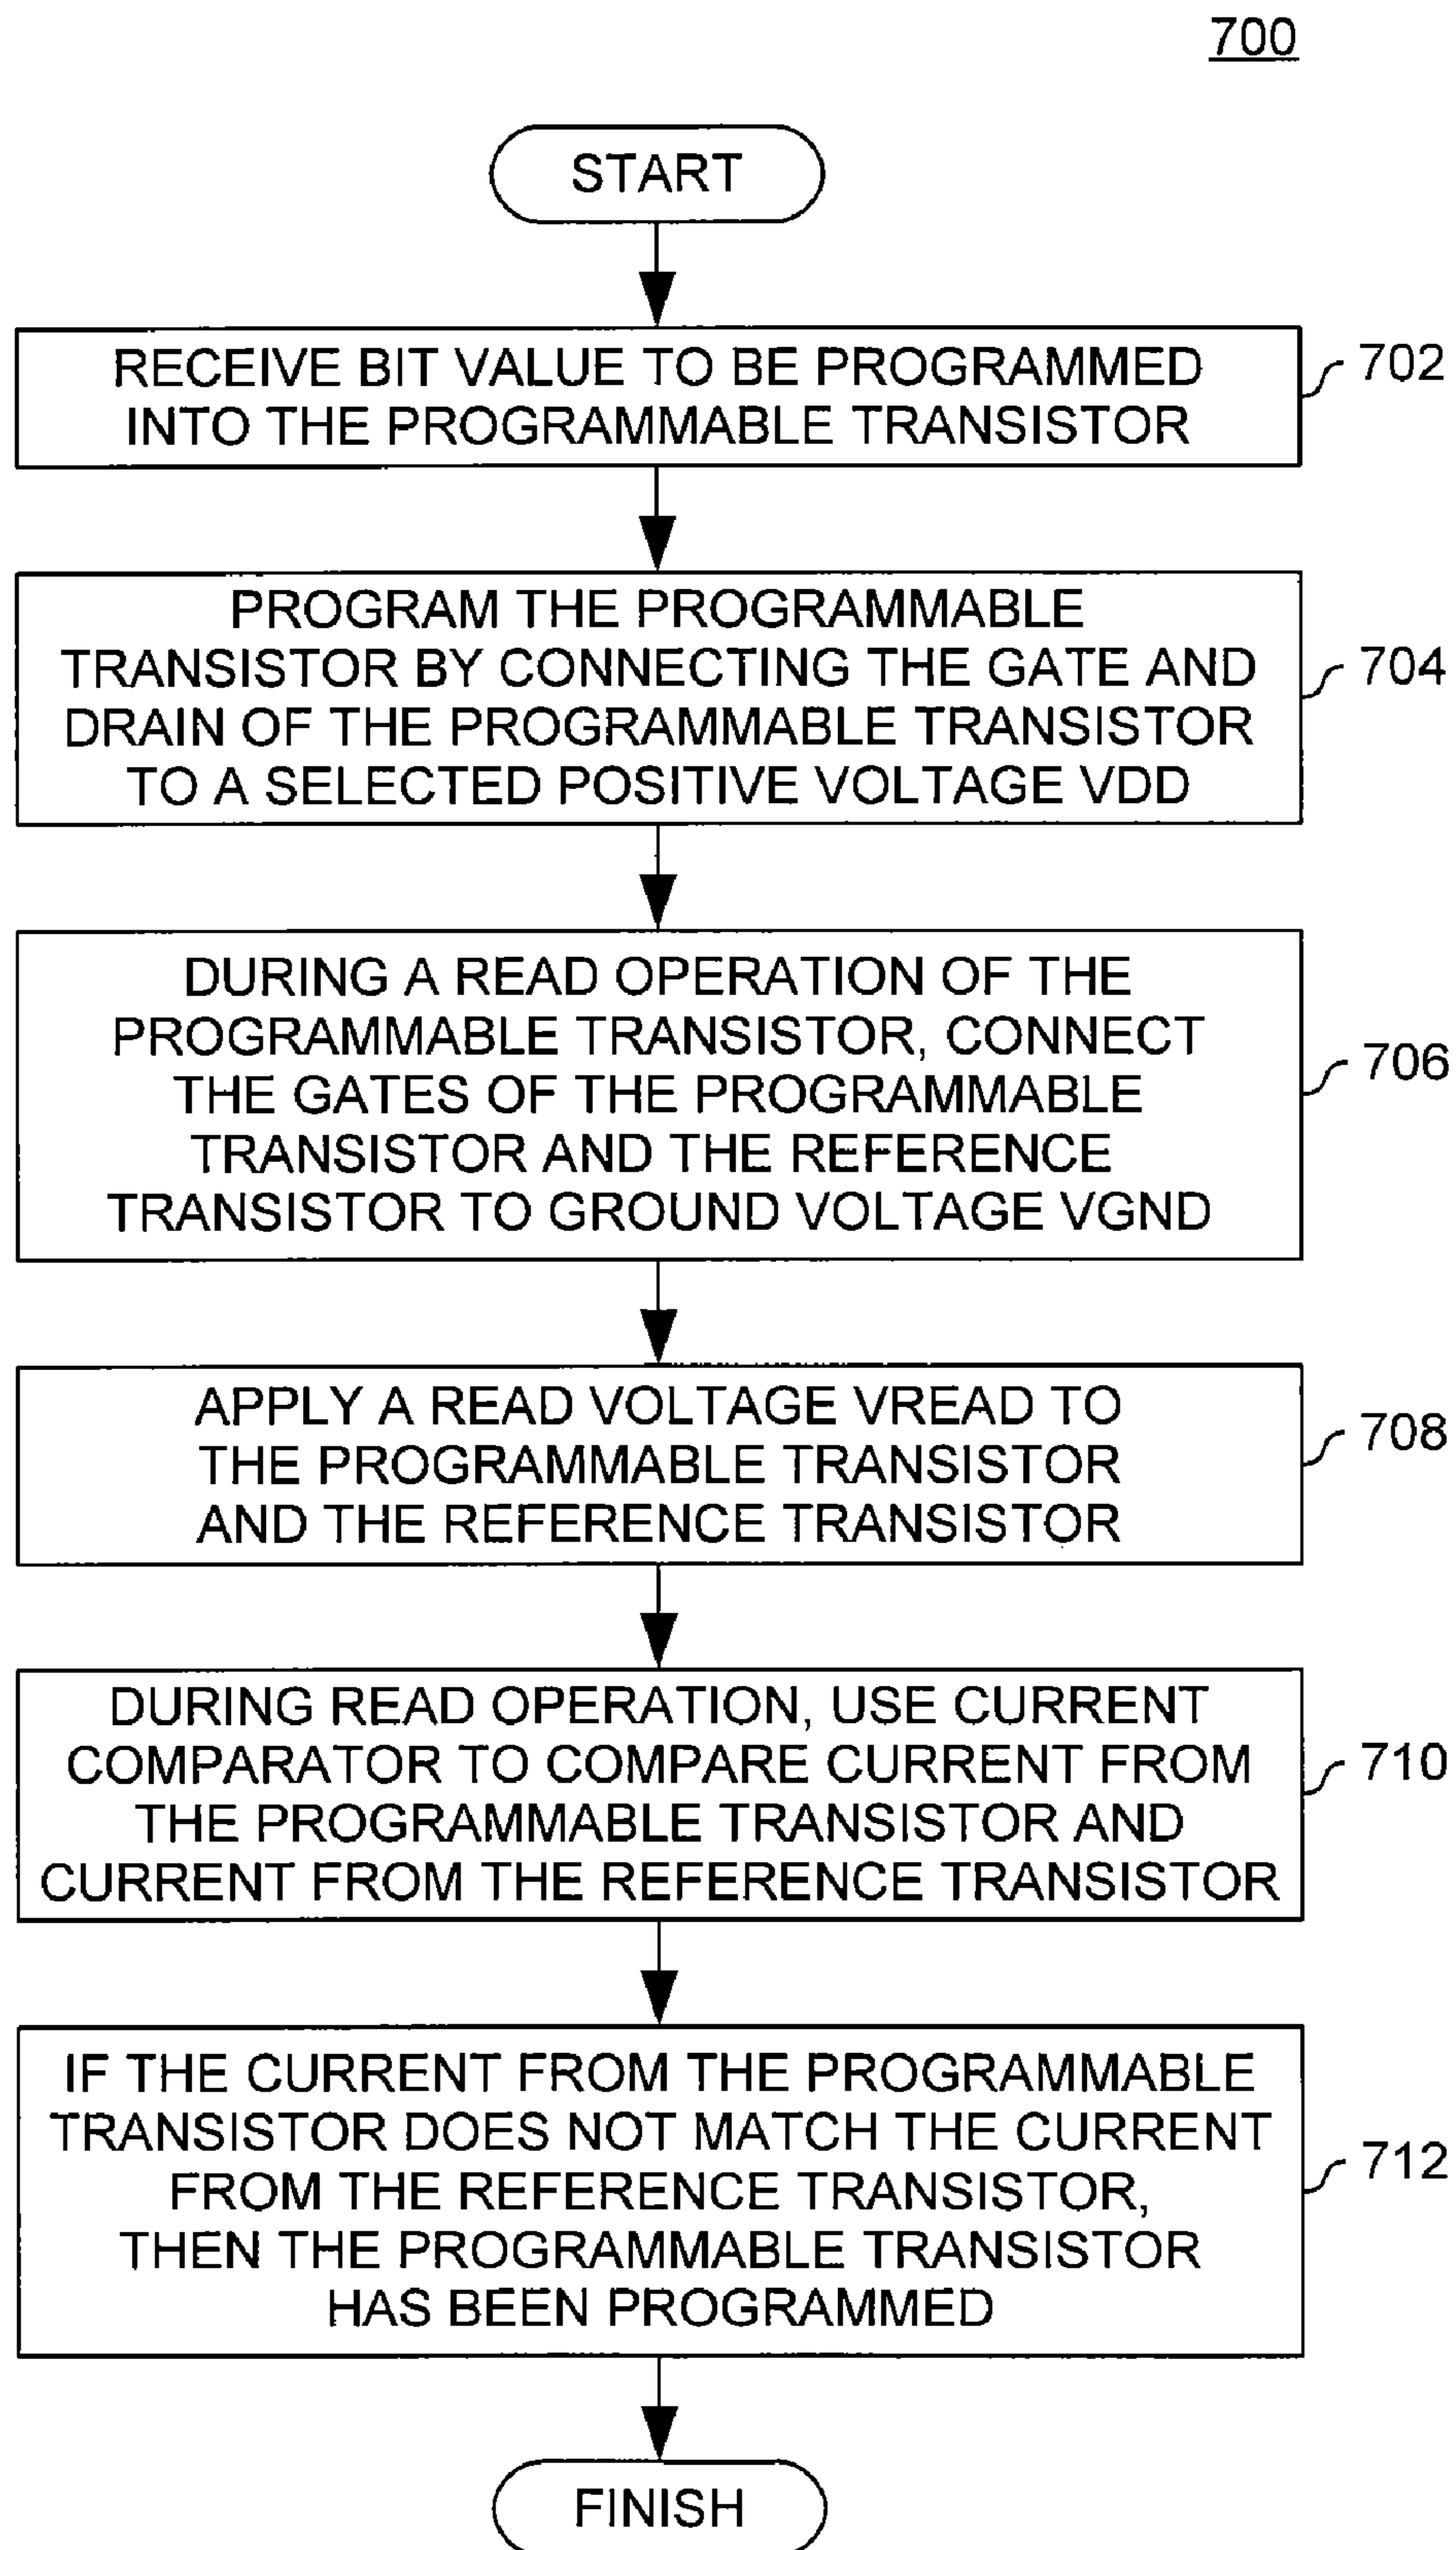 700
START
RECEIVE BIT VALUE TO BE PROGRAMMED
INTO THE PROGRAMMABLE TRANSISTOR
702
PROGRAM THE PROGRAMMABLE
TRANSISTOR BY CONNECTING THE GATE AND
DRAIN OF THE PROGRAMMABLE TRANSISTOR
TO A SELECTED POSITIVE VOLTAGE VDD
704
DURING A READ OPERATION OF THE
PROGRAMMABLE TRANSISTOR, CONNECT
THE GATES OF THE PROGRAMMABLE
TRANSISTOR AND THE REFERENCE
TRANSISTOR TO GROUND VOLTAGE VGND
706
APPLY A READ VOLTAGE VREAD TO
THE PROGRAMMABLE TRANSISTOR
AND THE REFERENCE TRANSISTOR
708
DURING READ OPERATION, USE CURRENT
COMPARATOR TO COMPARE CURRENT FROM
THE PROGRAMMABLE TRANSISTOR AND
CURRENT FROM THE REFERENCE TRANSISTOR
710
IF THE CURRENT FROM THE PROGRAMMABLE
TRANSISTOR DOES NOT MATCH THE CURRENT
FROM THE REFERENCE TRANSISTOR,
THEN THE PROGRAMMABLE TRANSISTOR
HAS BEEN PROGRAMMED
712
FINISH